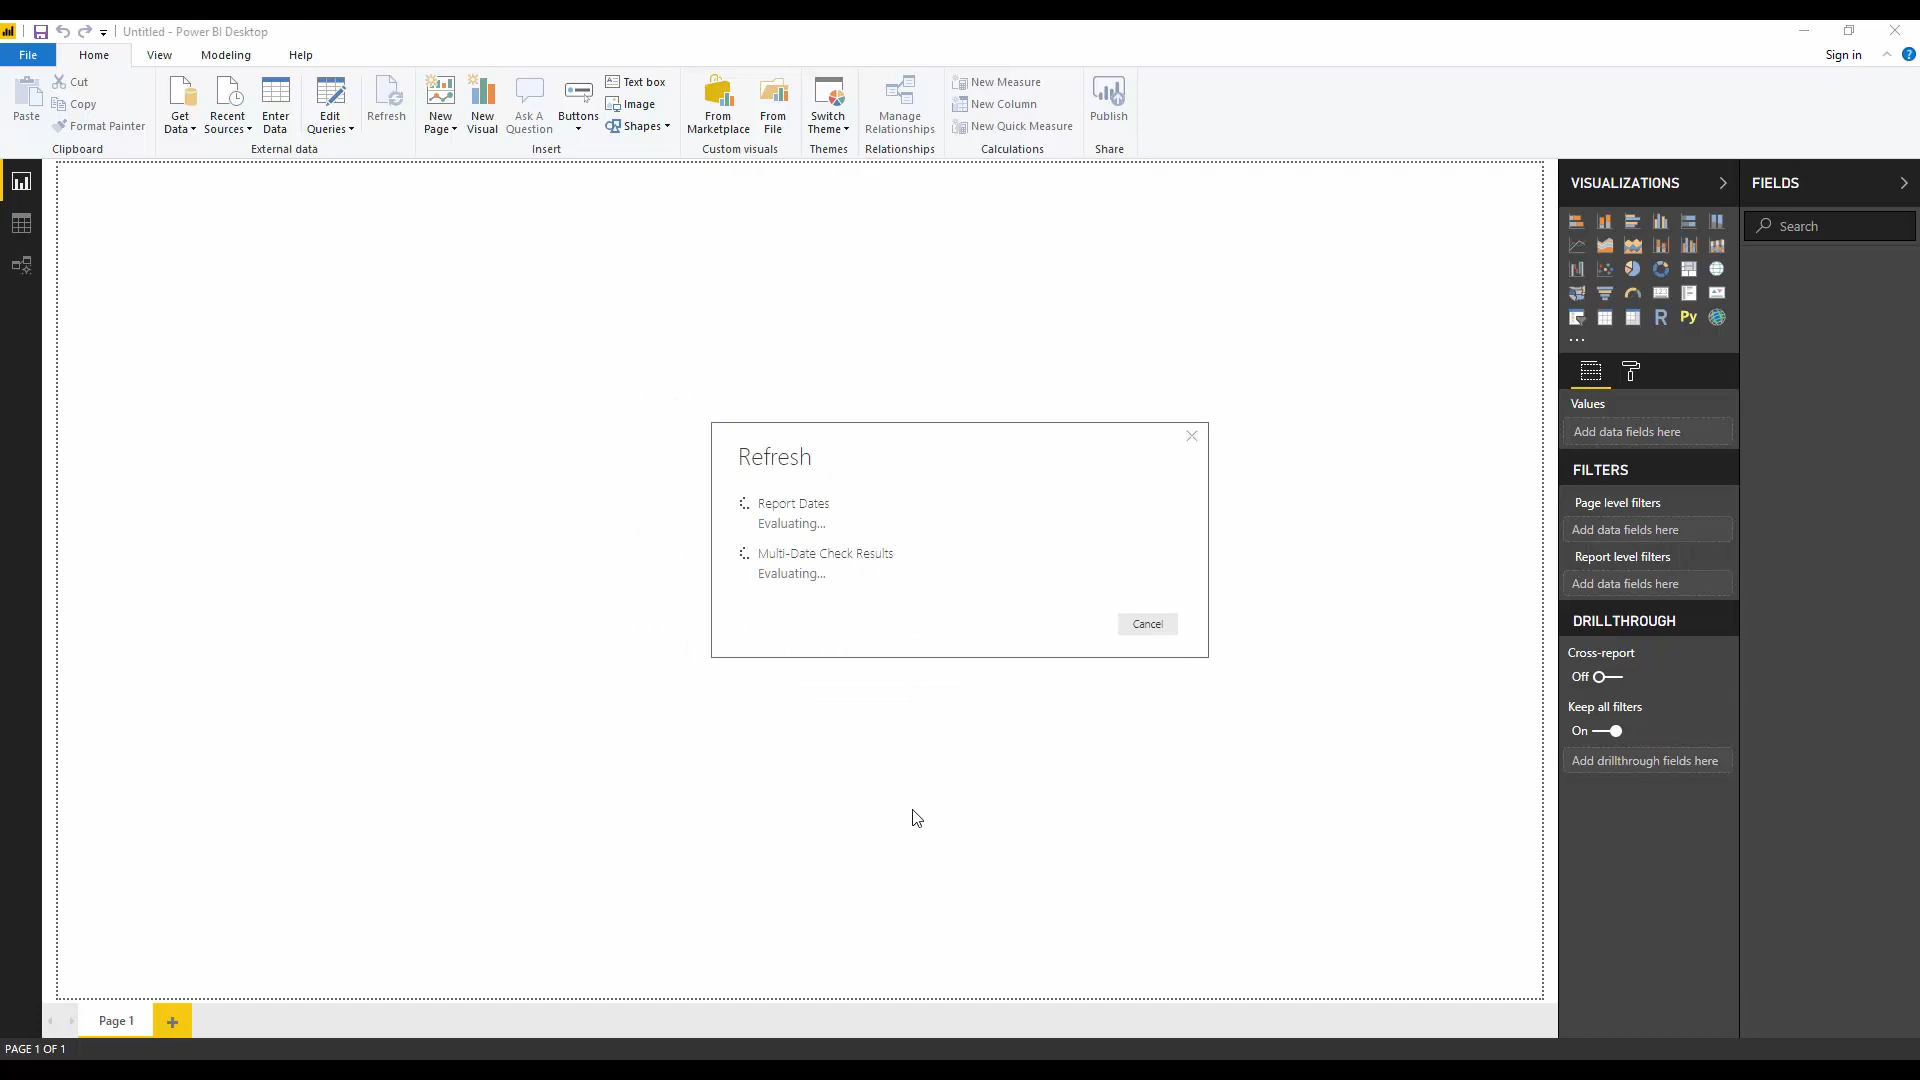 Untitled - Power BI Desktop
File Home View Modeling Help
Sign in
Paste
Cut
Copy
Format Painter
Clipboard
Get Data
Recent Sources
Enter Data
Edit Queries
Refresh
External data
New Page
New Visual
Ask A Question
Buttons
Text box
Image
Shapes
Insert
From Marketplace
From File
Custom visuals
Switch Theme
Themes
Manage Relationships
Relationships
New Measure
New Column
New Quick Measure
Calculations
Publish
Share
VISUALIZATIONS
R
Py
Values
Add data fields here
FILTERS
Page level filters
Add data fields here
Report level filters
Add data fields here
DRILLTHROUGH
Cross-report
Off
Keep all filters
On
Add drillthrough fields here
FIELDS
Search
Refresh
Report Dates
Evaluating...
Multi-Date Check Results
Evaluating...
Cancel
Page 1
PAGE 1 OF 1